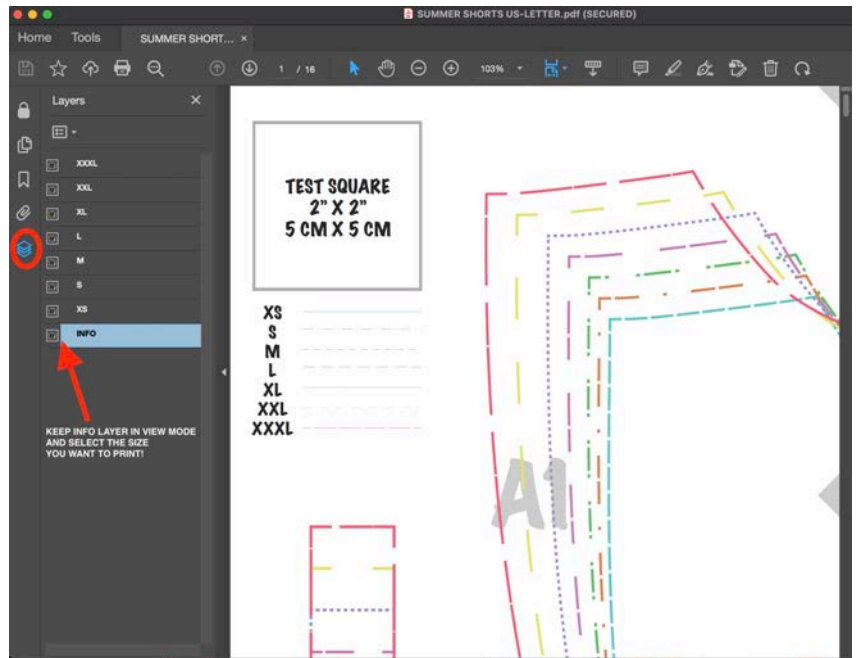 SUMMER SHORTS US-LETTER.pdf (SECURED)
Home Tools SUMMER SHORT... ×
1 / 16 103%
Layers ×
XXXL
XXL
XL
L
M
S
XS
INFO
KEEP INFO LAYER IN VIEW MODE
AND SELECT THE SIZE
YOU WANT TO PRINT!
TEST SQUARE
2" X 2"
5 CM X 5 CM
XS
S
M
L
XL
XXL
XXXL
A1